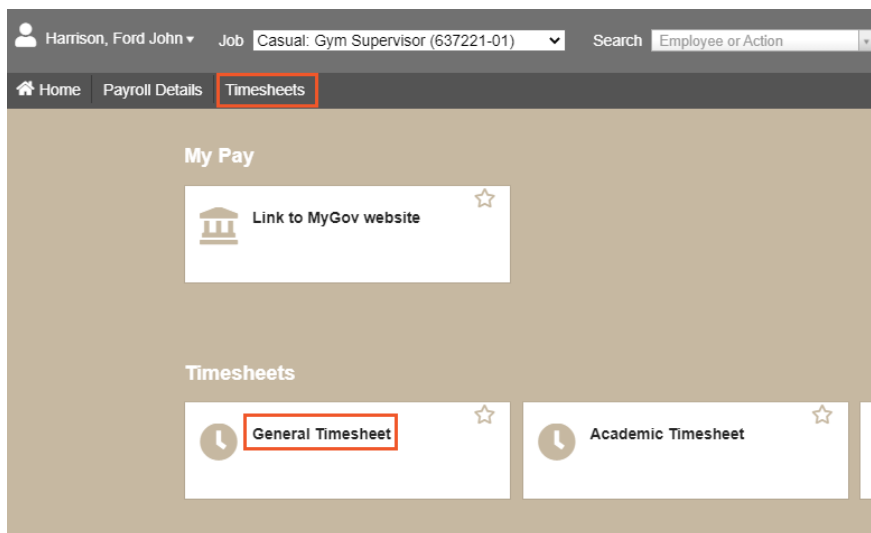 Harrison, Ford John Job Casual: Gym Supervisor (637221-01) Search Employee or Action
Home Payroll Details Timesheets
My Pay
Link to MyGov website
Timesheets
General Timesheet Academic Timesheet